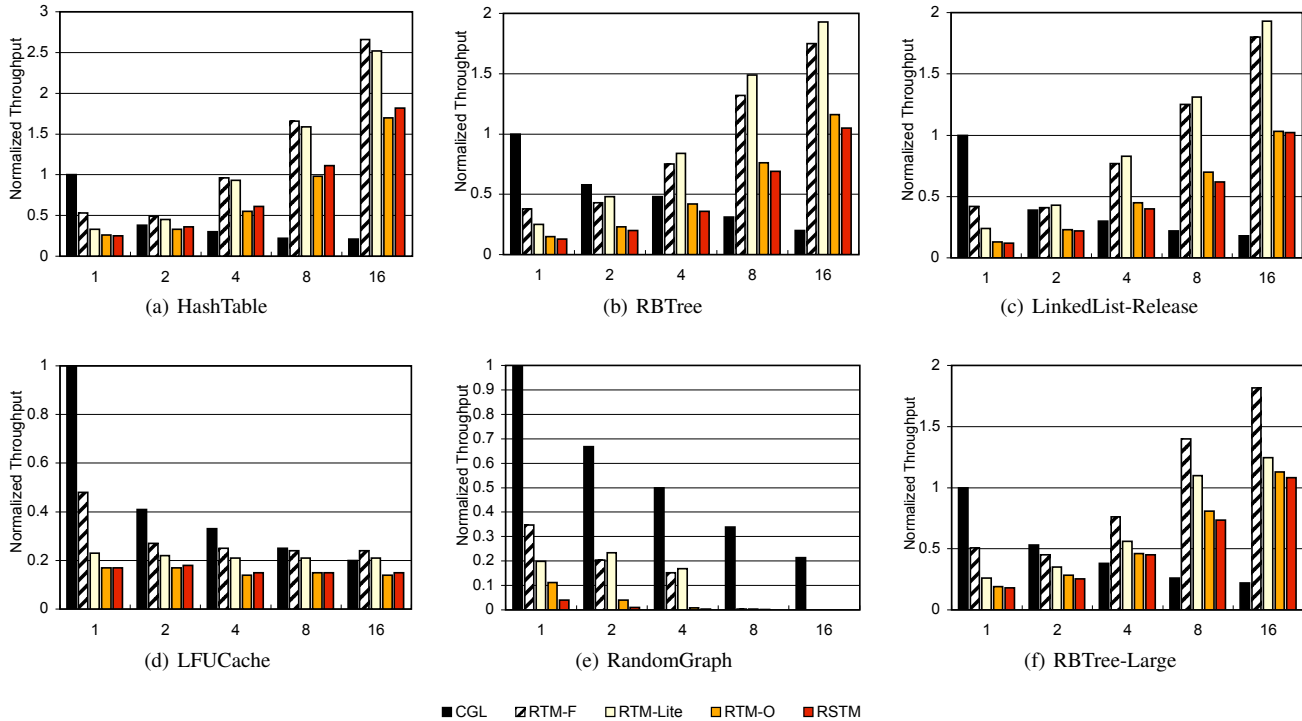 Normalized Throughput
3
2.5
2
1.5
1
0.5
0
1 2 4 8 16
(a) HashTable
Normalized Throughput
2
1.5
1
0.5
0
1 2 4 8 16
(b) RBTree
Normalized Throughput
2
1.5
1
0.5
0
1 2 4 8 16
(c) LinkedList-Release
Normalized Throughput
1
0.8
0.6
0.4
0.2
0
1 2 4 8 16
(d) LFUCache
Normalized Throughput
1
0.9
0.8
0.7
0.6
0.5
0.4
0.3
0.2
0.1
0
1 2 4 8 16
(e) RandomGraph
Normalized Throughput
2
1.5
1
0.5
0
1 2 4 8 16
(f) RBTree-Large
CGL RTM-F RTM-Lite RTM-O RSTM